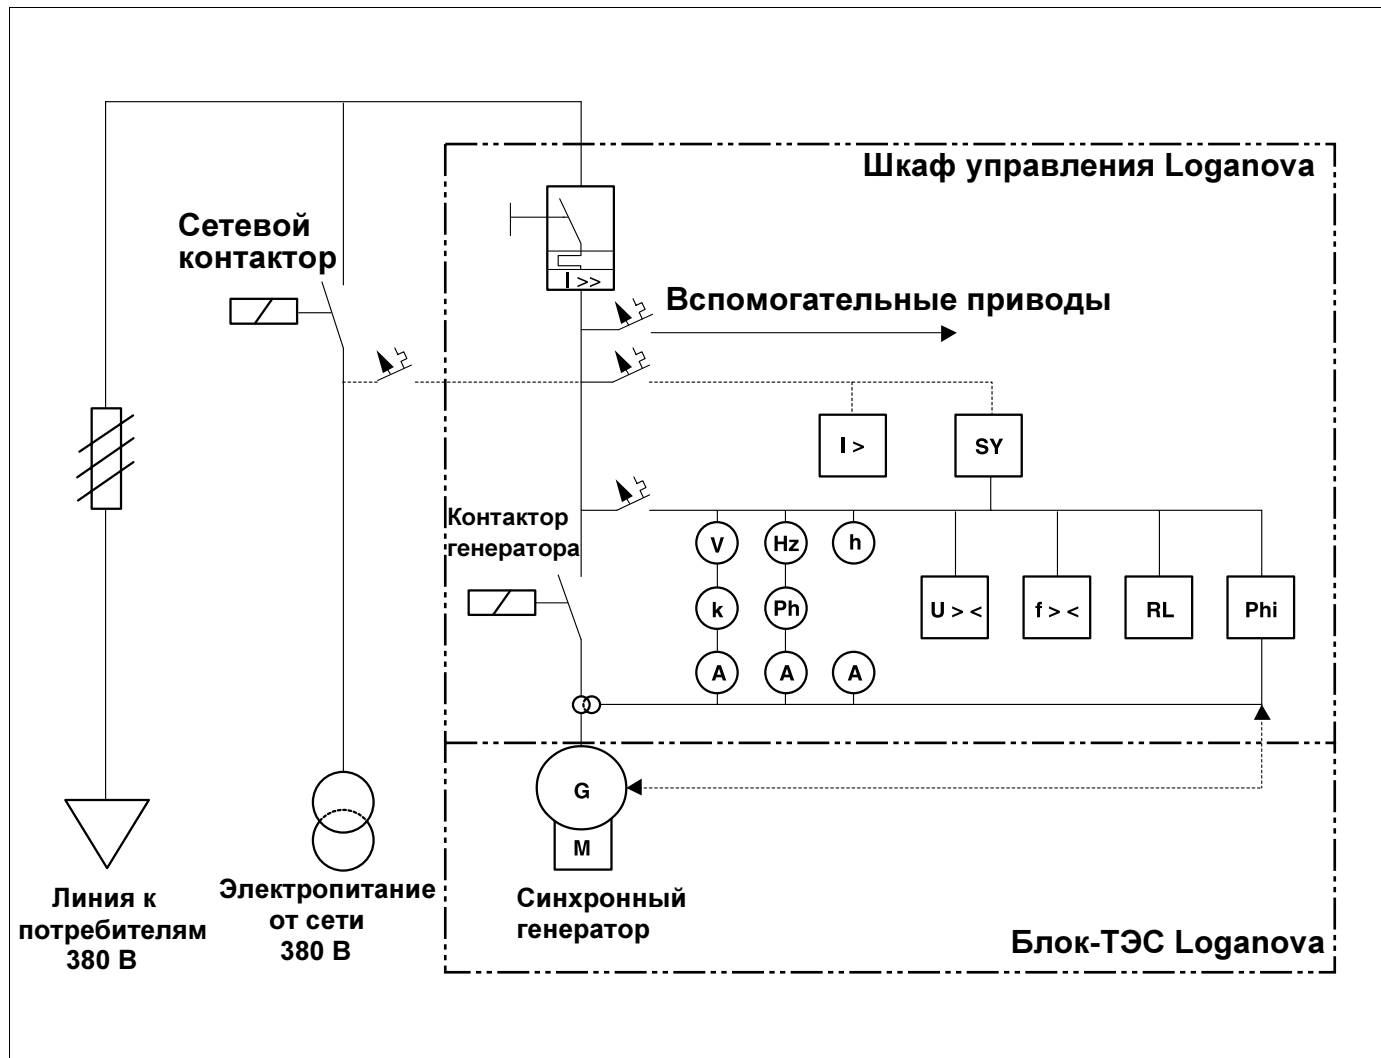 Шкаф управления Loganova
Сетевой
контактор
I >>
Вспомогательные приводы
I >
SY
Контактор
генератора
V
Hz
h
k
Ph
U > <
f > <
RL
Phi
A
A
A
G
M
Линия к
потребителям
380 В
Электропитание
от сети
380 В
Синхронный
генератор
Блок-ТЭС Loganova